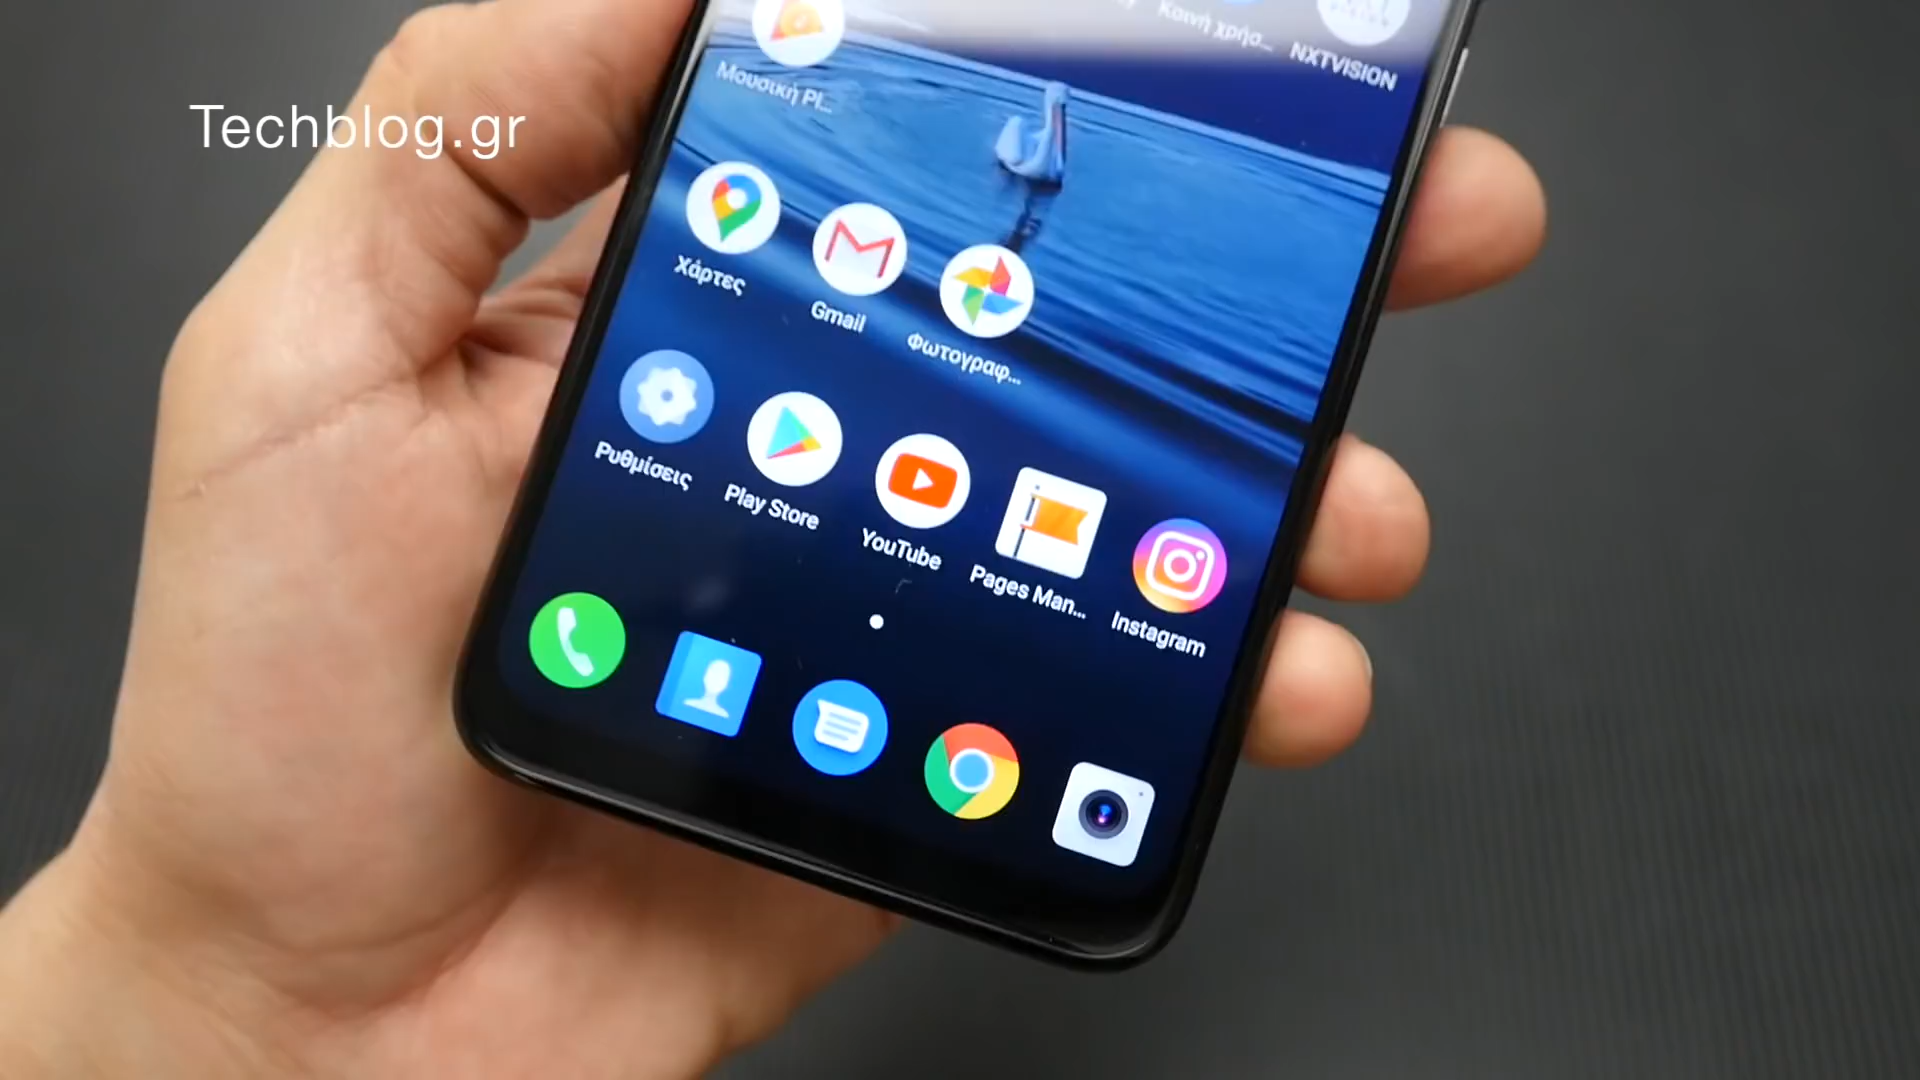 Techblog.gr
Κοινή χρήσ...
NXTVISION
Μουσική Pl...
Χάρτες
Gmail
Φωτογραφ...
Ρυθμίσεις
Play Store
YouTube
Pages Man...
Instagram